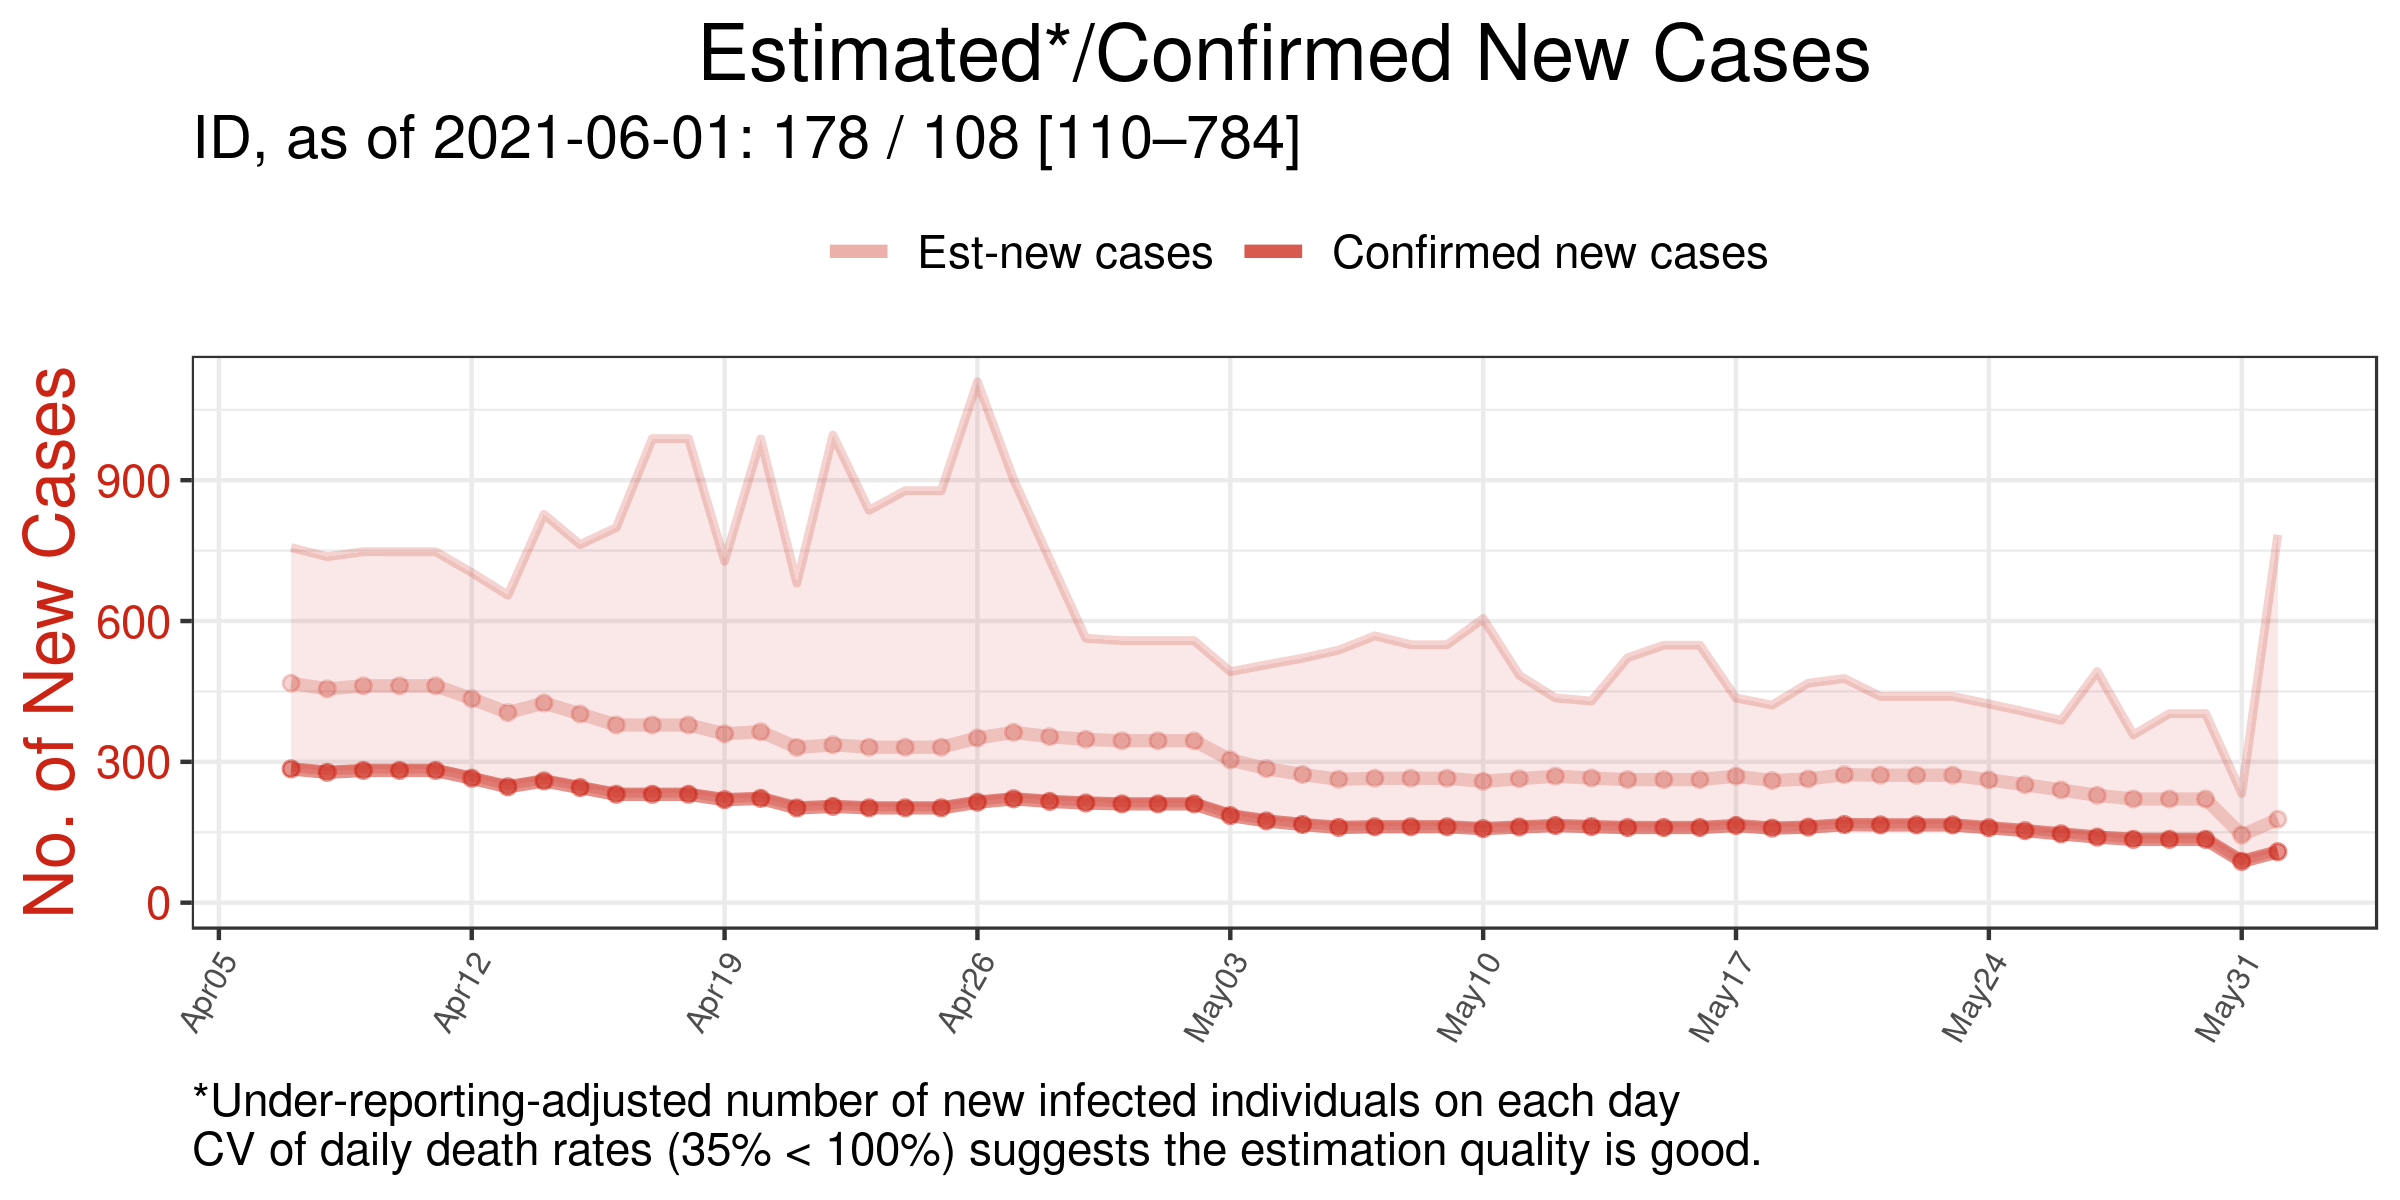 Estimated*/Confirmed New Cases
ID, as of 2021-06-01: 178 / 108 [110–784]
Est-new cases Confirmed new cases
No. of New Cases
900
600
300
0
Apr05 Apr12 Apr19 Apr26 May03 May10 May17 May24 May31
*Under-reporting-adjusted number of new infected individuals on each day
CV of daily death rates (35% < 100%) suggests the estimation quality is good.